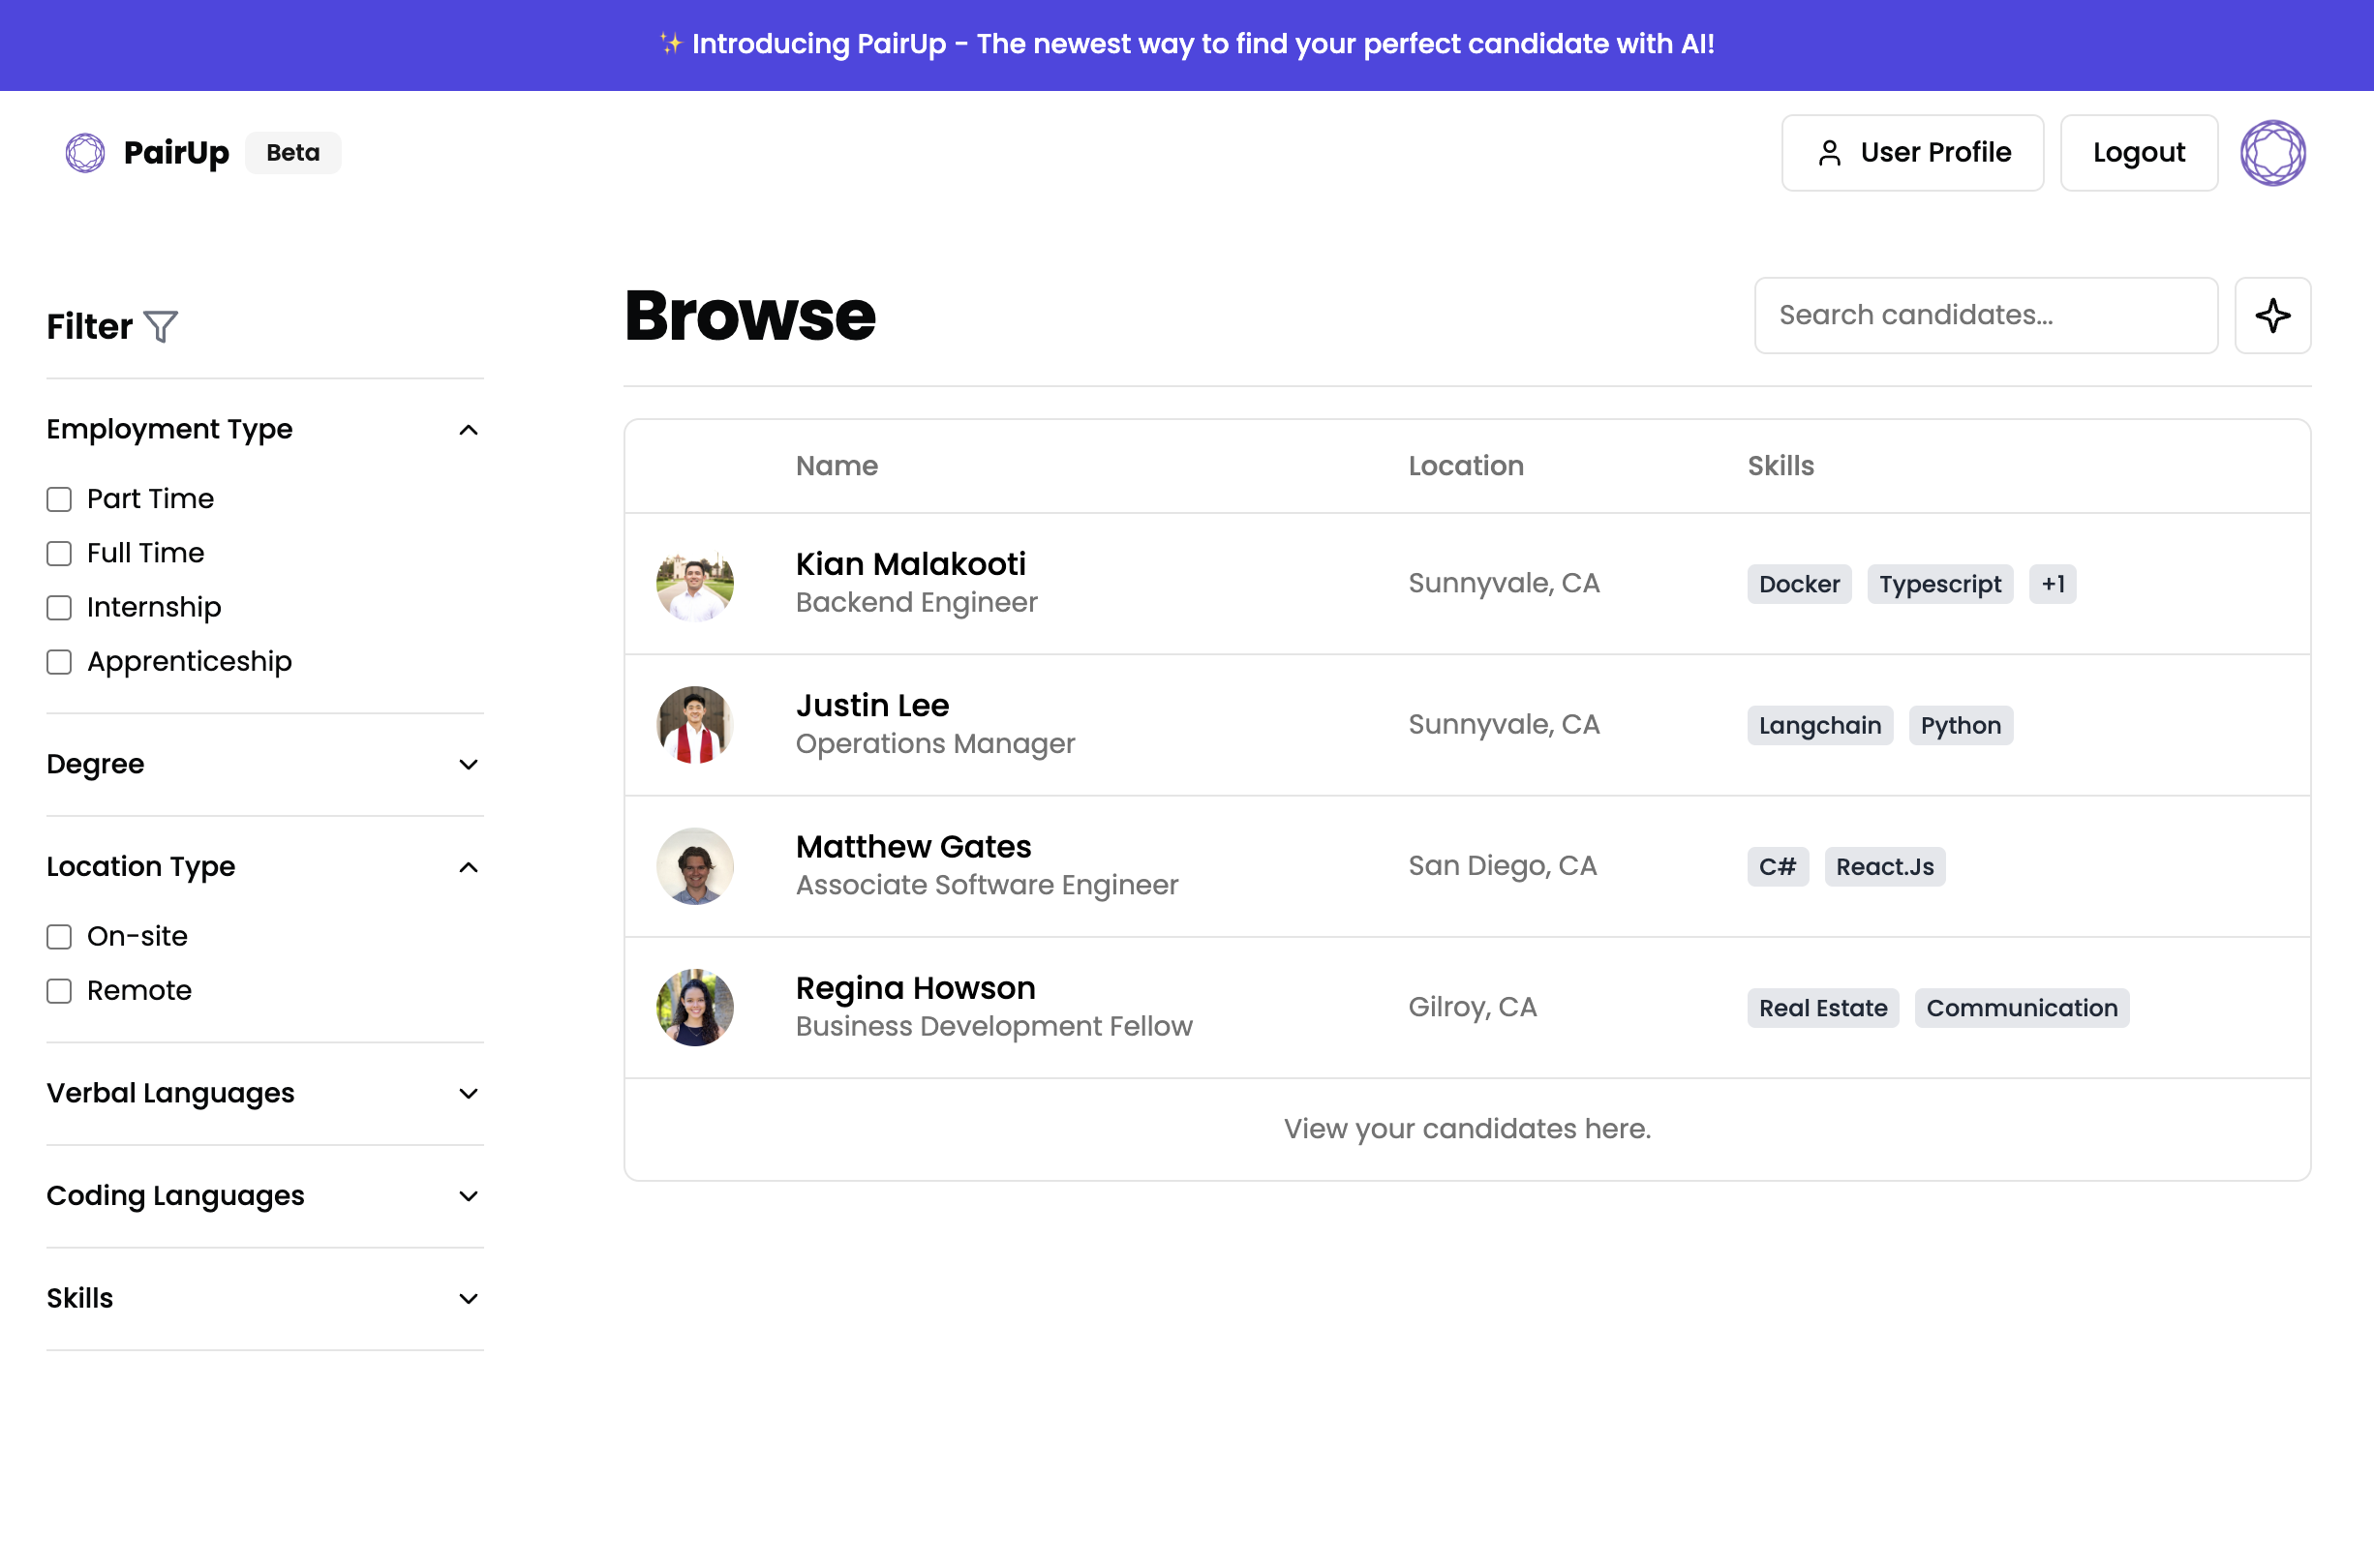 ✨ Introducing PairUp - The newest way to find your perfect candidate with AI!
PairUp Beta
User Profile
Logout
Filter
Employment Type
Part Time
Full Time
Internship
Apprenticeship
Degree
Location Type
On-site
Remote
Verbal Languages
Coding Languages
Skills
Browse
Search candidates...
Name Location Skills
Kian Malakooti
Backend Engineer
Sunnyvale, CA
Docker Typescript +1
Justin Lee
Operations Manager
Sunnyvale, CA
Langchain Python
Matthew Gates
Associate Software Engineer
San Diego, CA
C# React.Js
Regina Howson
Business Development Fellow
Gilroy, CA
Real Estate Communication
View your candidates here.